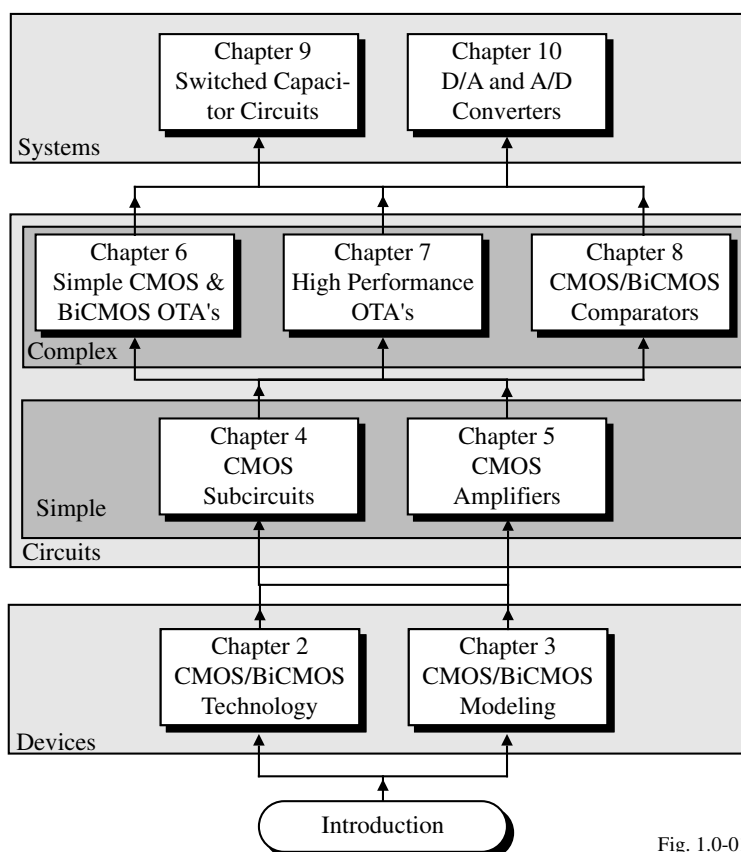 Chapter 9
Switched Capaci-
tor Circuits
Chapter 10
D/A and A/D
Converters
Systems
Chapter 6
Simple CMOS &
BiCMOS OTA's
Chapter 7
High Performance
OTA's
Chapter 8
CMOS/BiCMOS
Comparators
Complex
Chapter 4
CMOS
Subcircuits
Chapter 5
CMOS
Amplifiers
Simple
Circuits
Chapter 2
CMOS/BiCMOS
Technology
Chapter 3
CMOS/BiCMOS
Modeling
Devices
Introduction
Fig. 1.0-0